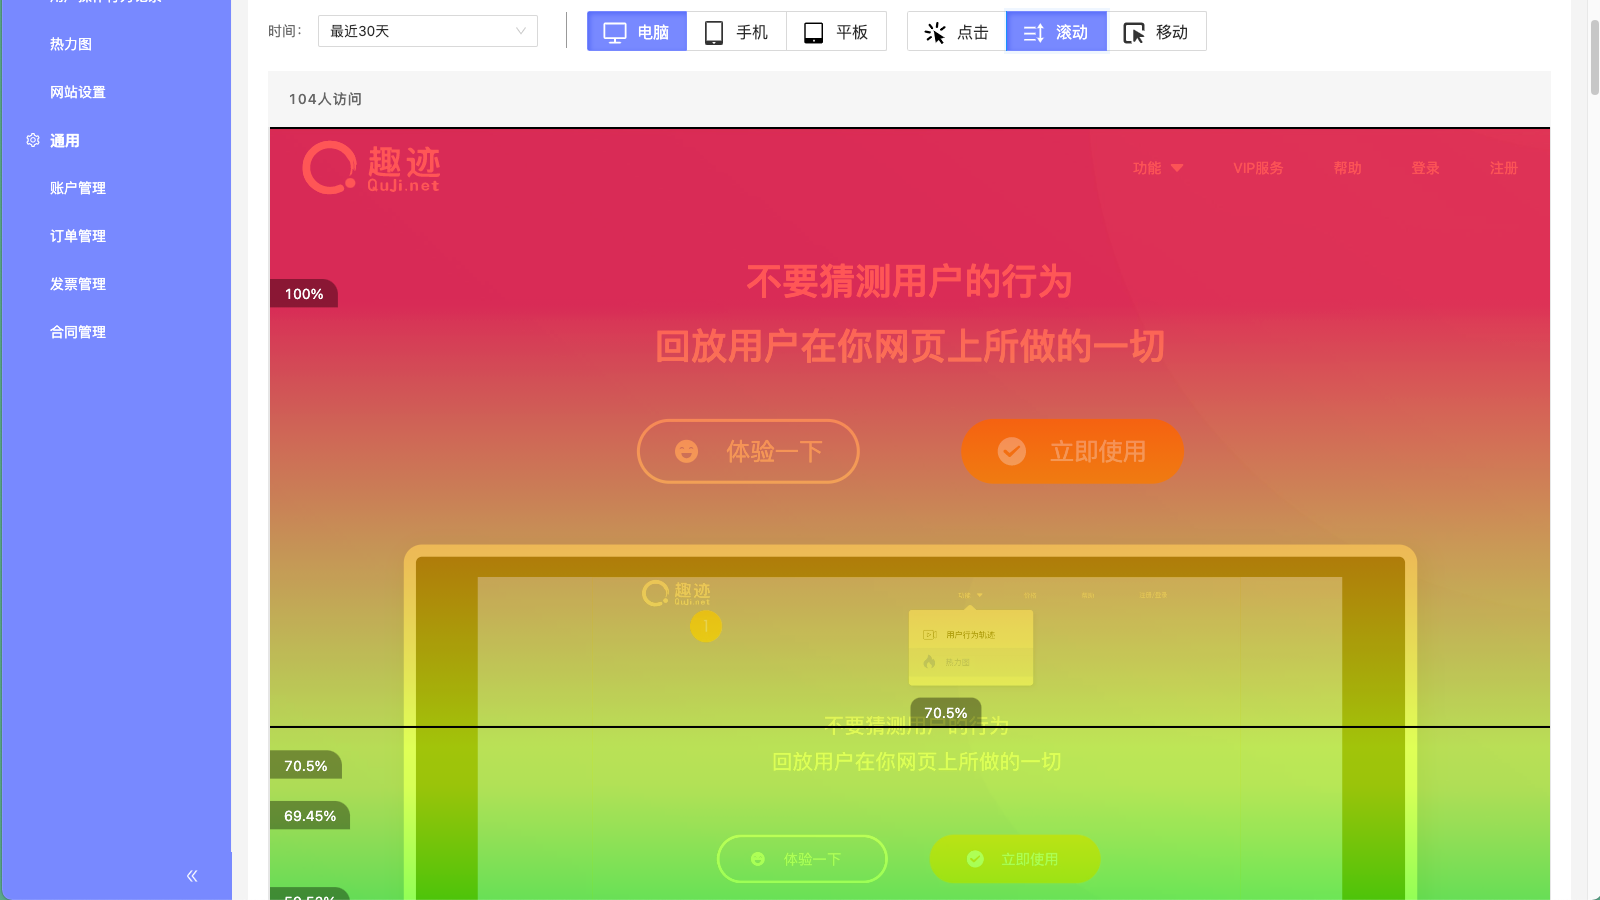 热力图
网站设置
通用
账户管理
订单管理
发票管理
合同管理
时间：
最近30天
电脑
手机
平板
点击
滚动
移动
104人访问
趣迹
QuJi.net
功能
VIP服务
帮助
登录
注册
不要猜测用户的行为
回放用户在你网页上所做的一切
100%
体验一下
立即使用
趣迹
QuJi.net
1
用户行为轨迹
热力图
70.5%
不要猜测用户的行为
回放用户在你网页上所做的一切
70.5%
69.45%
体验一下
立即使用